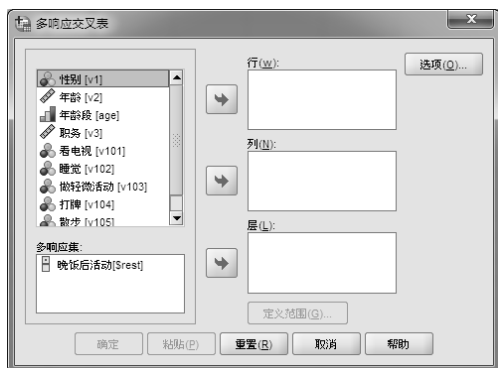 多响应交叉表
性别 [v1]
年龄 [v2]
年龄段 [age]
职务 [v3]
看电视 [v101]
睡觉 [v102]
做轻微活动 [v103]
打牌 [v104]
散步 [v105]
多响应集:
晚饭后活动[$rest]
行(W):
列(N):
层(L):
定义范围(G)...
选项(O)...
确定
粘贴(P)
重置(R)
取消
帮助